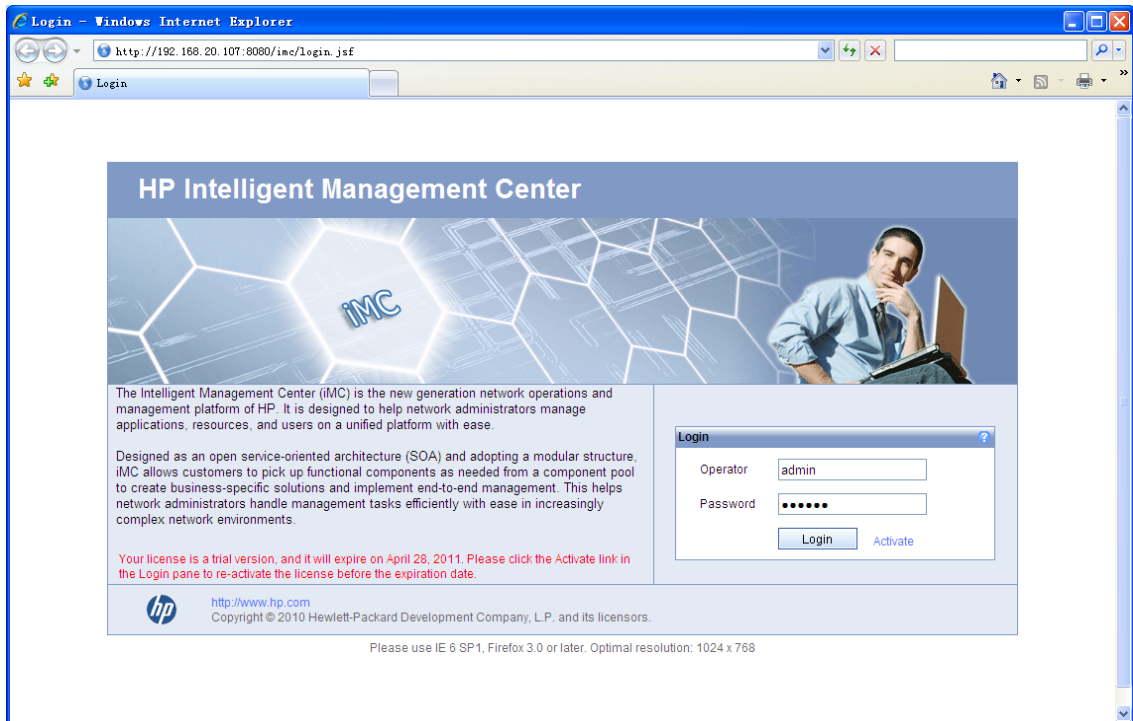 Login - Windows Internet Explorer
http://192.168.20.107:8080/imc/login.jsf
Login
»
HP Intelligent Management Center
iMC
The Intelligent Management Center (iMC) is the new generation network operations and
management platform of HP. It is designed to help network administrators manage
applications, resources, and users on a unified platform with ease.
Designed as an open service-oriented architecture (SOA) and adopting a modular structure,
iMC allows customers to pick up functional components as needed from a component pool
to create business-specific solutions and implement end-to-end management. This helps
network administrators handle management tasks efficiently with ease in increasingly
complex network environments.
Your license is a trial version, and it will expire on April 28, 2011. Please click the Activate link in
the Login pane to re-activate the license before the expiration date.
Login ?
Operator admin
Password ••••••
Login Activate
hp
http://www.hp.com
Copyright © 2010 Hewlett-Packard Development Company, L.P. and its licensors.
Please use IE 6 SP1, Firefox 3.0 or later. Optimal resolution: 1024 x 768